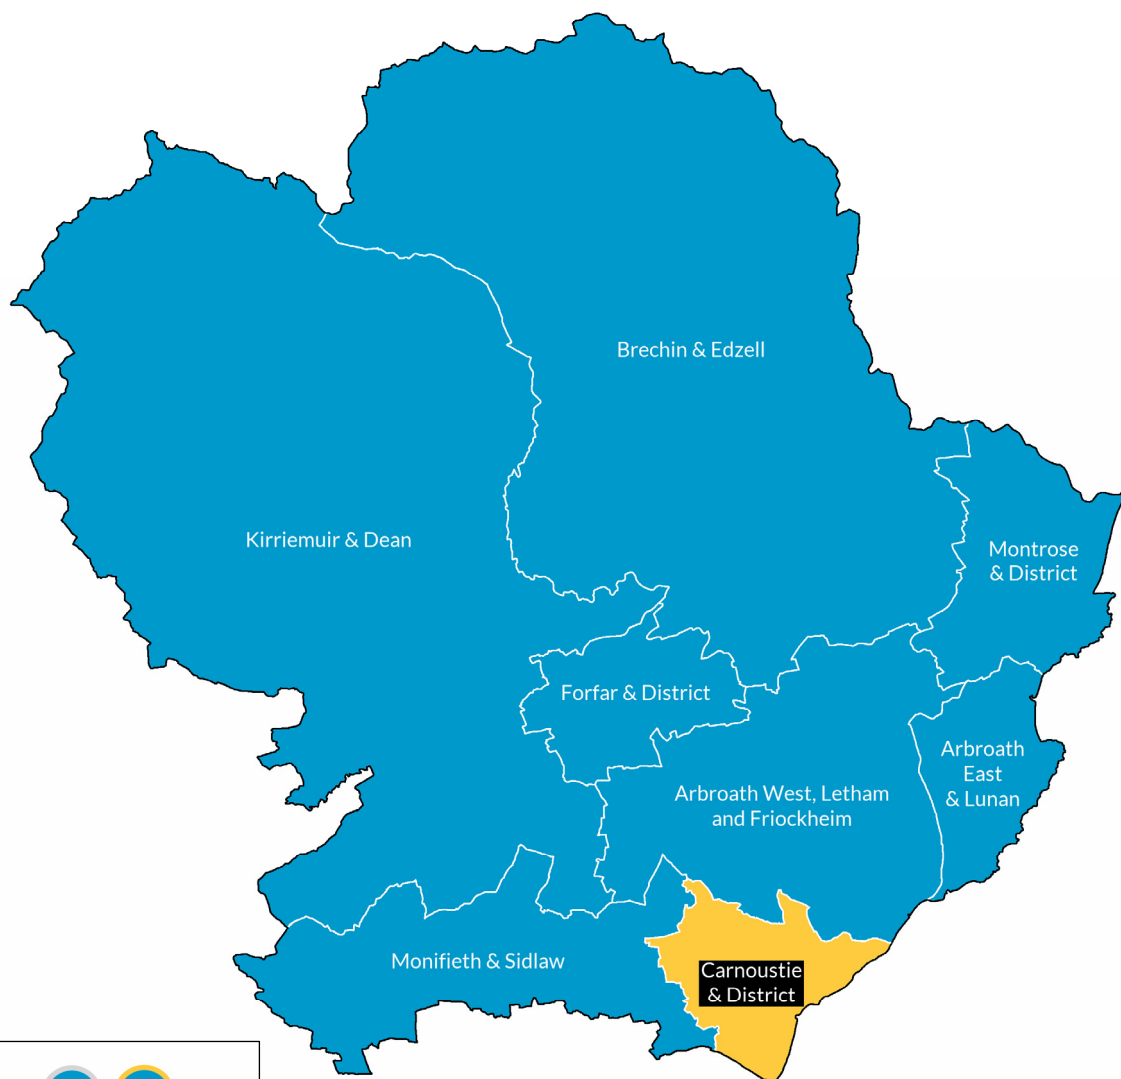 Brechin & Edzell
Kirriemuir & Dean
Montrose
& District
Forfar & District
Arbroath
East
& Lunan
Arbroath West, Letham
and Friockheim
Monifieth & Sidlaw
Carnoustie
& District